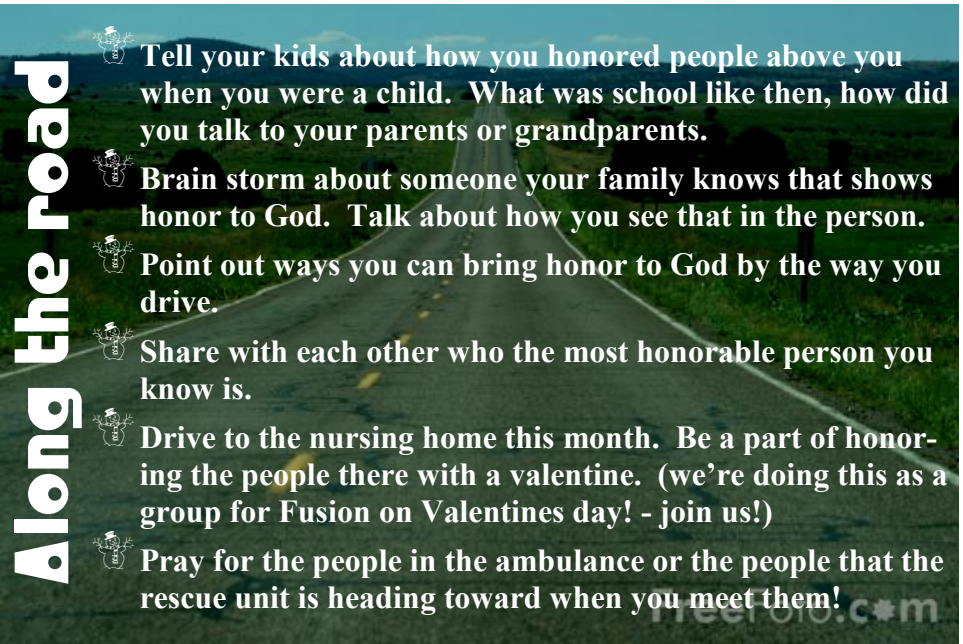 Along the road
Tell your kids about how you honored people above you
when you were a child.  What was school like then, how did
you talk to your parents or grandparents.
Brain storm about someone your family knows that shows
honor to God.  Talk about how you see that in the person.
Point out ways you can bring honor to God by the way you
drive.
Share with each other who the most honorable person you
know is.
Drive to the nursing home this month.  Be a part of honor-
ing the people there with a valentine.  (we’re doing this as a
group for Fusion on Valentines day! - join us!)
Pray for the people in the ambulance or the people that the
rescue unit is heading toward when you meet them!
FreeFoto.c*m